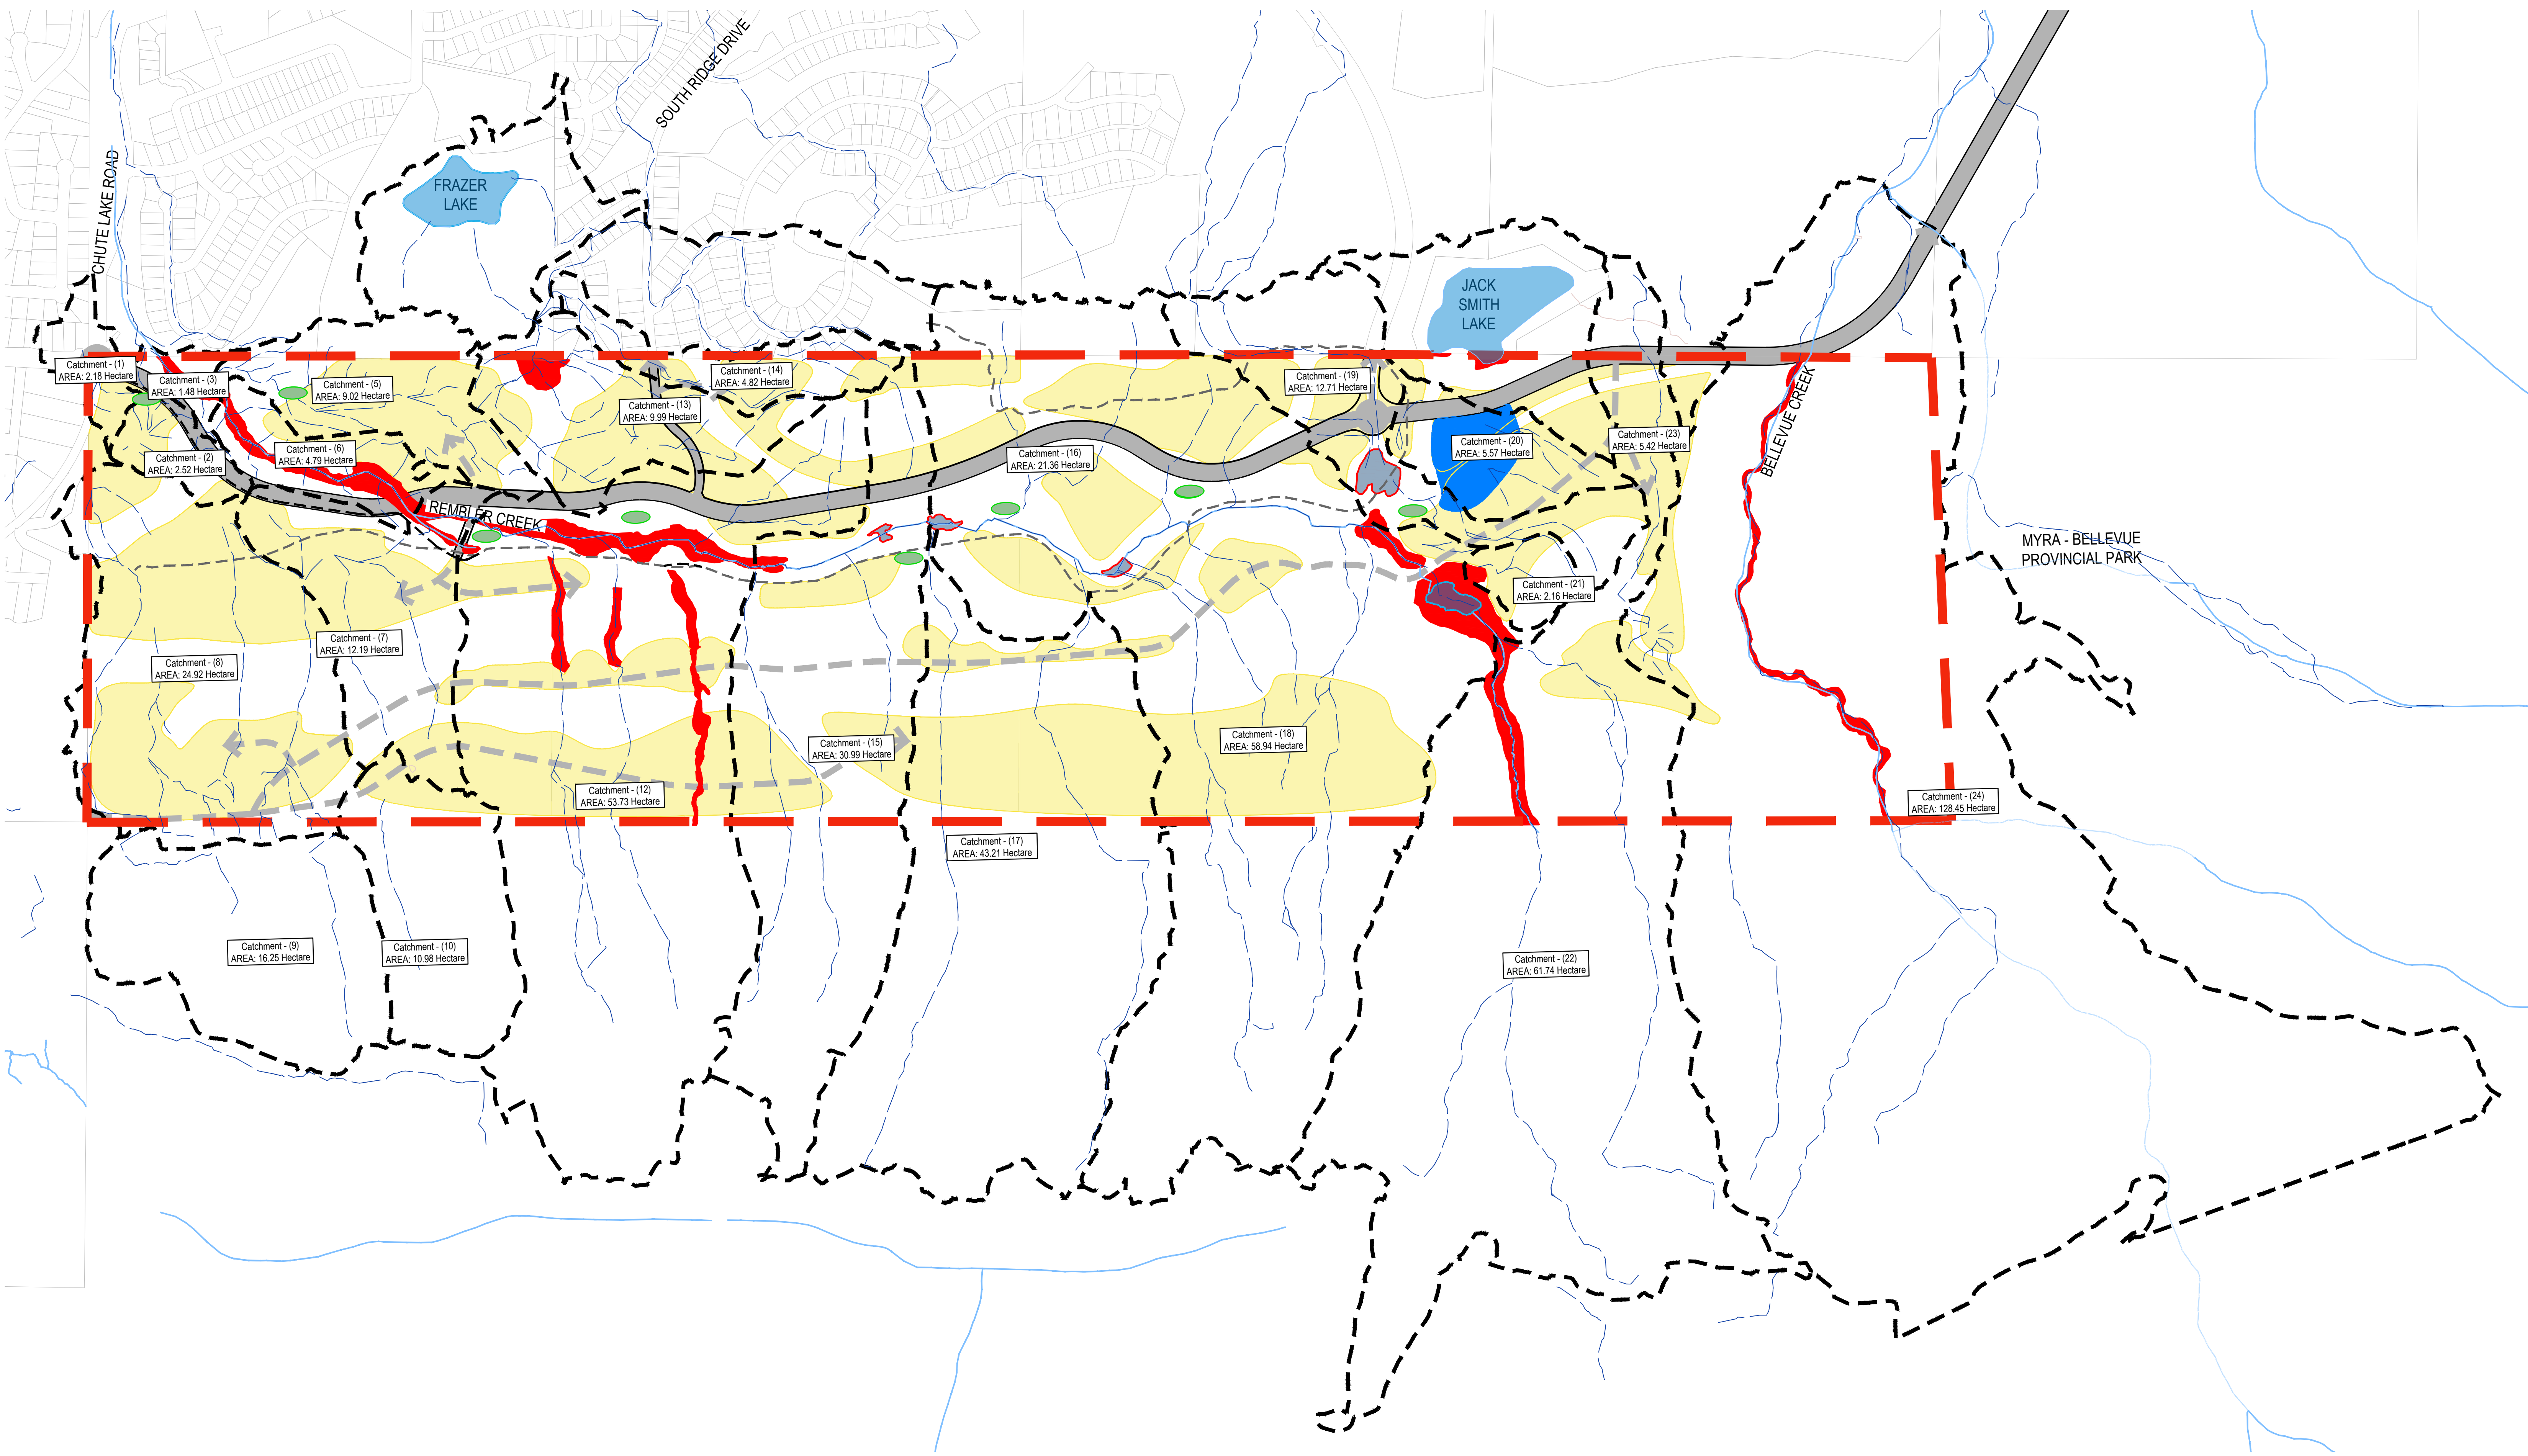 SOUTH RIDGE DRIVE
CHUTE LAKE ROAD
FRAZER
LAKE
JACK
SMITH
LAKE
Catchment - (1)
AREA: 2.18 Hectare
Catchment - (3)
AREA: 1.48 Hectare
Catchment - (5)
AREA: 9.02 Hectare
Catchment - (14)
AREA: 4.82 Hectare
Catchment - (19)
AREA: 12.71 Hectare
Catchment - (13)
AREA: 9.99 Hectare
BELLEVUE CREEK
Catchment - (2)
AREA: 2.52 Hectare
Catchment - (6)
AREA: 4.79 Hectare
Catchment - (16)
AREA: 21.36 Hectare
Catchment - (20)
AREA: 5.57 Hectare
Catchment - (23)
AREA: 5.42 Hectare
REMBLER CREEK
MYRA - BELLEVUE
PROVINCIAL PARK
Catchment - (21)
AREA: 2.16 Hectare
Catchment - (7)
AREA: 12.19 Hectare
Catchment - (8)
AREA: 24.92 Hectare
Catchment - (15)
AREA: 30.99 Hectare
Catchment - (18)
AREA: 58.94 Hectare
Catchment - (12)
AREA: 53.73 Hectare
Catchment - (24)
AREA: 128.45 Hectare
Catchment - (17)
AREA: 43.21 Hectare
Catchment - (9)
AREA: 16.25 Hectare
Catchment - (10)
AREA: 10.98 Hectare
Catchment - (22)
AREA: 61.74 Hectare